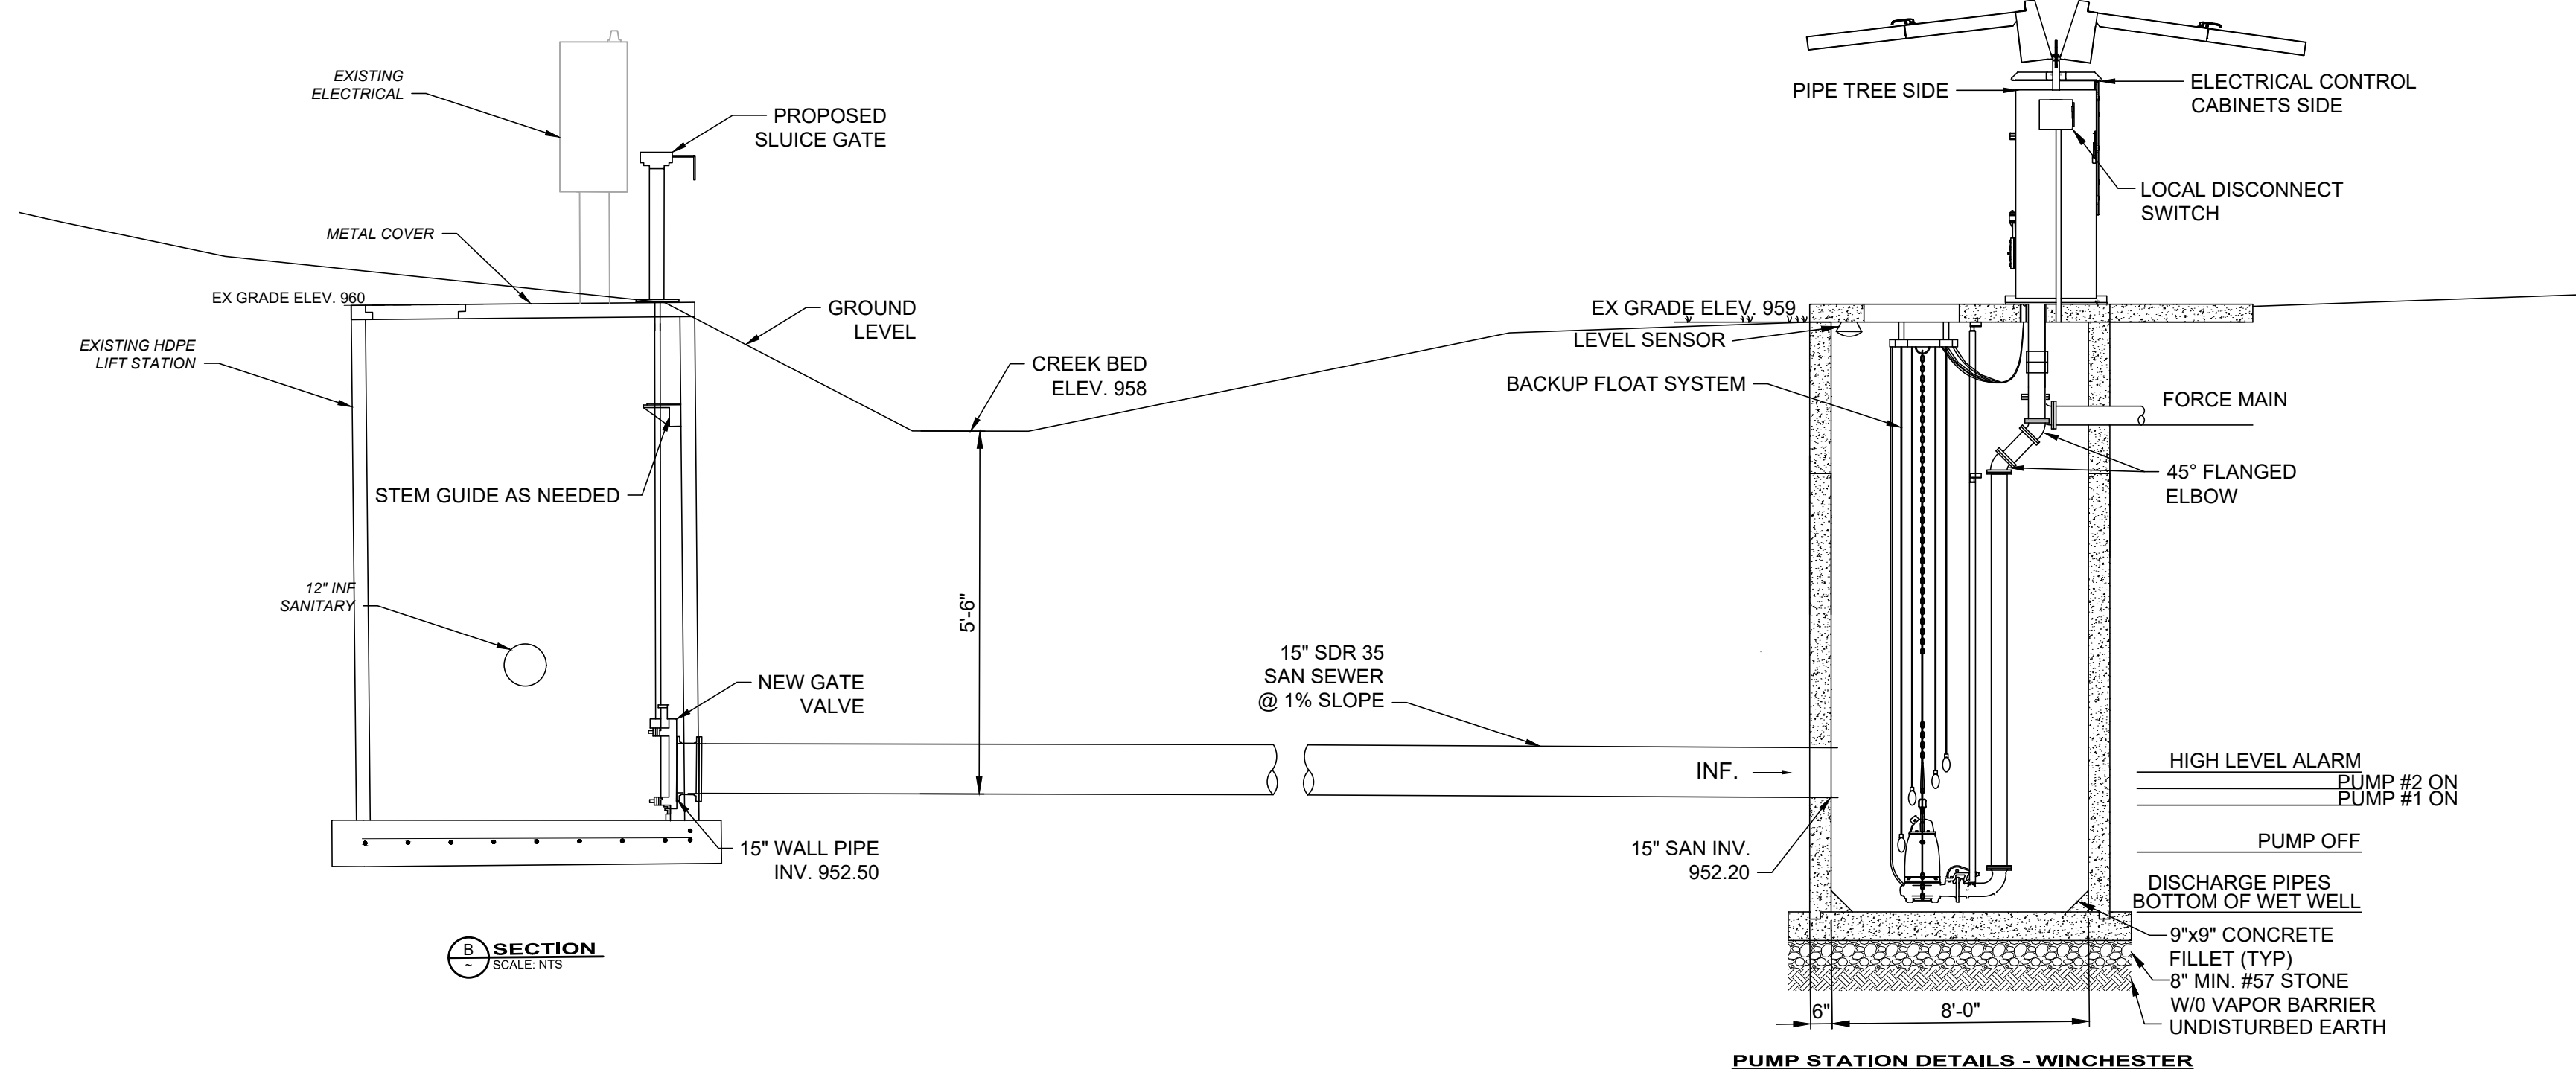 EXISTING
ELECTRICAL
PROPOSED
SLUICE GATE
METAL COVER
EX GRADE ELEV. 960
GROUND
LEVEL
EXISTING HDPE
LIFT STATION
CREEK BED
ELEV. 958
STEM GUIDE AS NEEDED
12" INF
SANITARY
5'-6"
NEW GATE
VALVE
15" WALL PIPE
INV. 952.50
15" SDR 35
SAN SEWER
@ 1% SLOPE
B
~
SECTION
SCALE: NTS
PIPE TREE SIDE
ELECTRICAL CONTROL
CABINETS SIDE
LOCAL DISCONNECT
SWITCH
EX GRADE ELEV. 959
LEVEL SENSOR
BACKUP FLOAT SYSTEM
FORCE MAIN
45° FLANGED
ELBOW
INF.
15" SAN INV.
952.20
HIGH LEVEL ALARM
PUMP #2 ON
PUMP #1 ON
PUMP OFF
DISCHARGE PIPES
BOTTOM OF WET WELL
9"x9" CONCRETE
FILLET (TYP)
8" MIN. #57 STONE
W/0 VAPOR BARRIER
UNDISTURBED EARTH
6"
8'-0"
PUMP STATION DETAILS - WINCHESTER